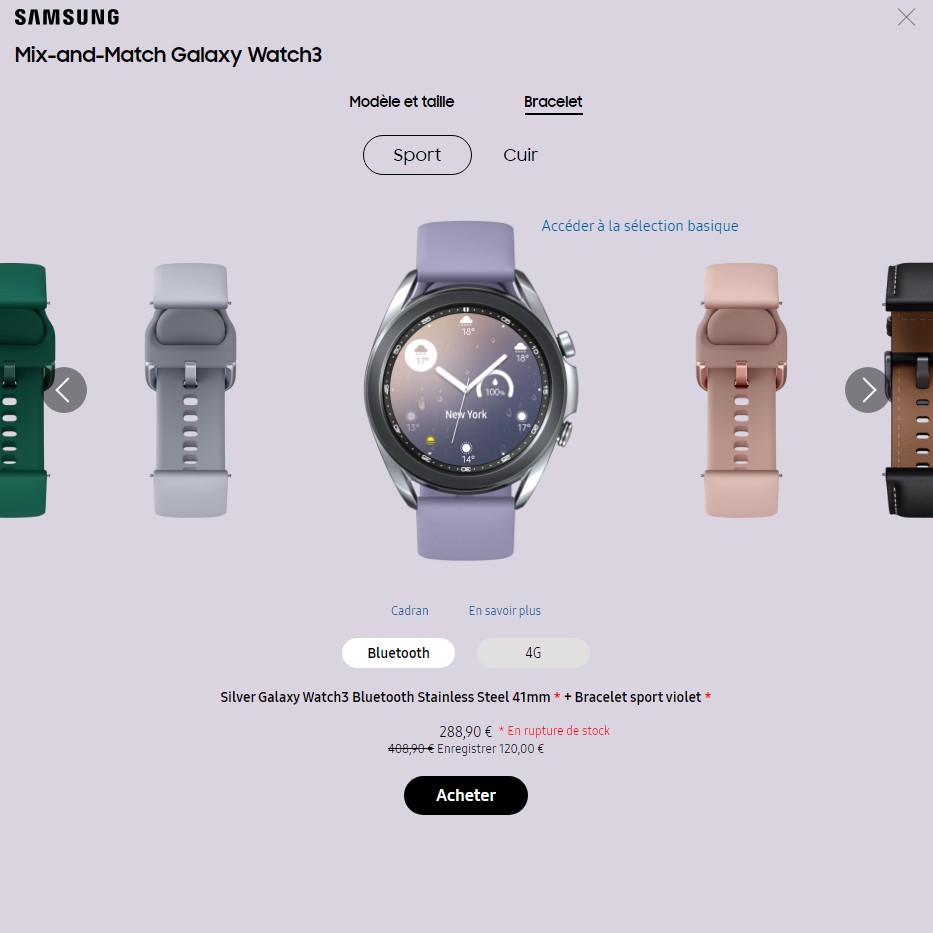 SAMSUNG
Mix-and-Match Galaxy Watch3
Modèle et taille
Bracelet
Sport
Cuir
Accéder à la sélection basique
18°
17°
18°
100%
New York
13°
17°
14°
Cadran
En savoir plus
Bluetooth
4G
Silver Galaxy Watch3 Bluetooth Stainless Steel 41mm * + Bracelet sport violet *
288,90 € * En rupture de stock
408,90 € Enregistrer 120,00 €
Acheter